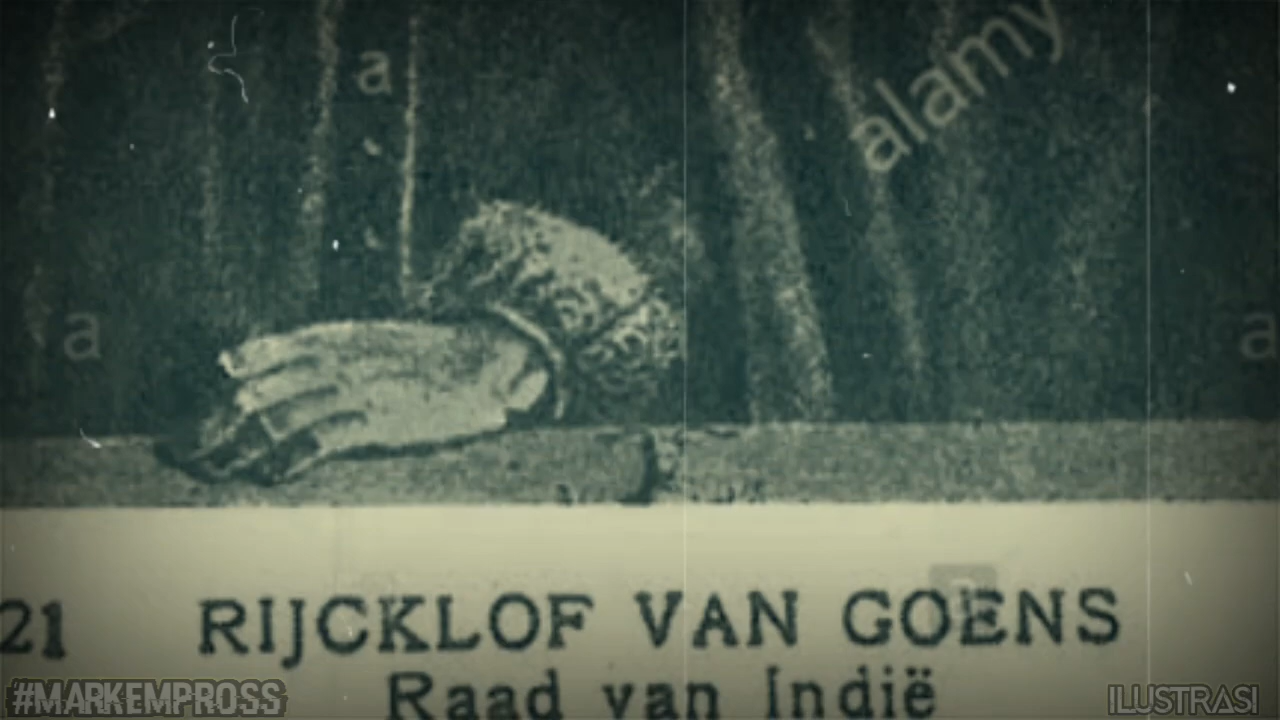 a
alamy
a
a
21 RIJCKLOF VAN GOENS
Raad van Indië
#MARKEMPROSS
ILUSTRASI